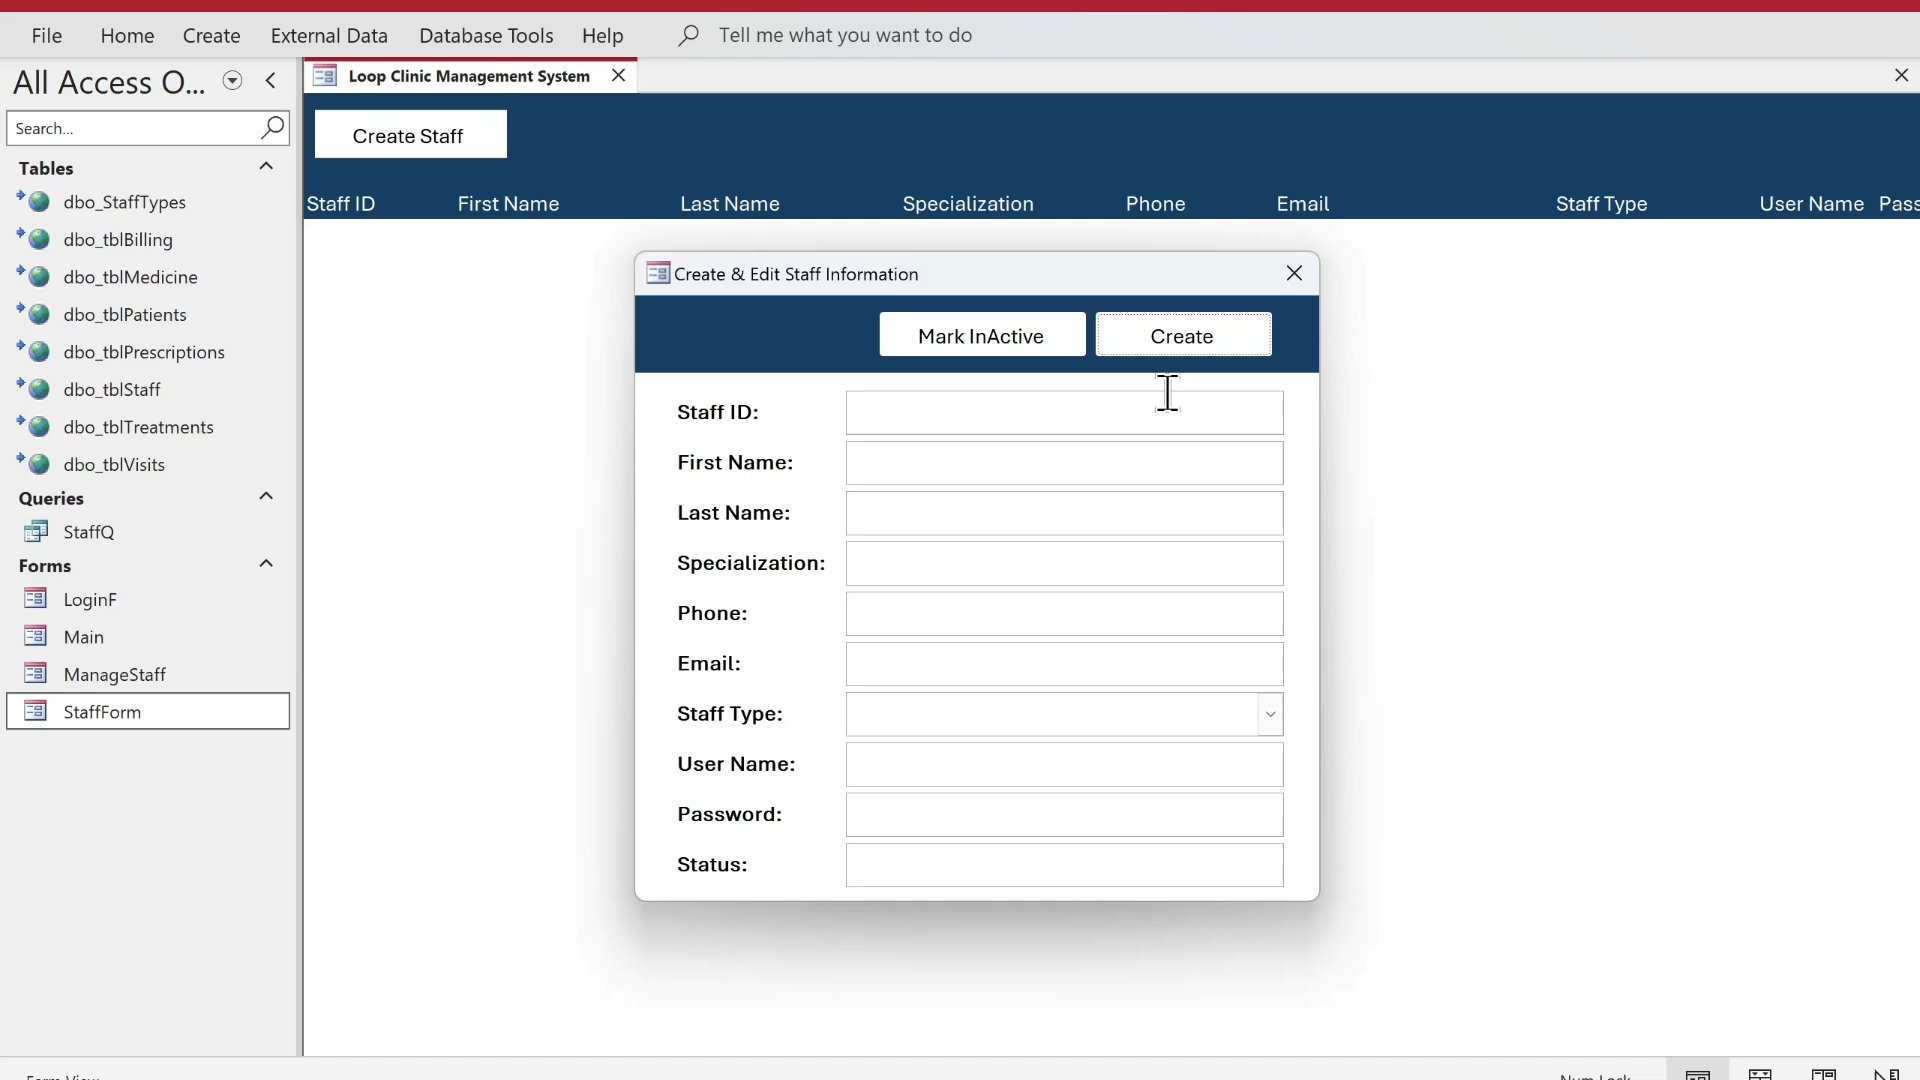 File Home Create External Data Database Tools Help Tell me what you want to do
All Access O...
Loop Clinic Management System
Search...
Create Staff
Tables
dbo_StaffTypes
Staff ID First Name Last Name Specialization Phone Email Staff Type User Name Pass
dbo_tblBilling
dbo_tblMedicine
dbo_tblPatients
dbo_tblPrescriptions
dbo_tblStaff
dbo_tblTreatments
dbo_tblVisits
Queries
StaffQ
Forms
LoginF
Main
ManageStaff
StaffForm
Create & Edit Staff Information
Mark InActive Create
Staff ID:
First Name:
Last Name:
Specialization:
Phone:
Email:
Staff Type:
User Name:
Password:
Status:
Form View Num Lock